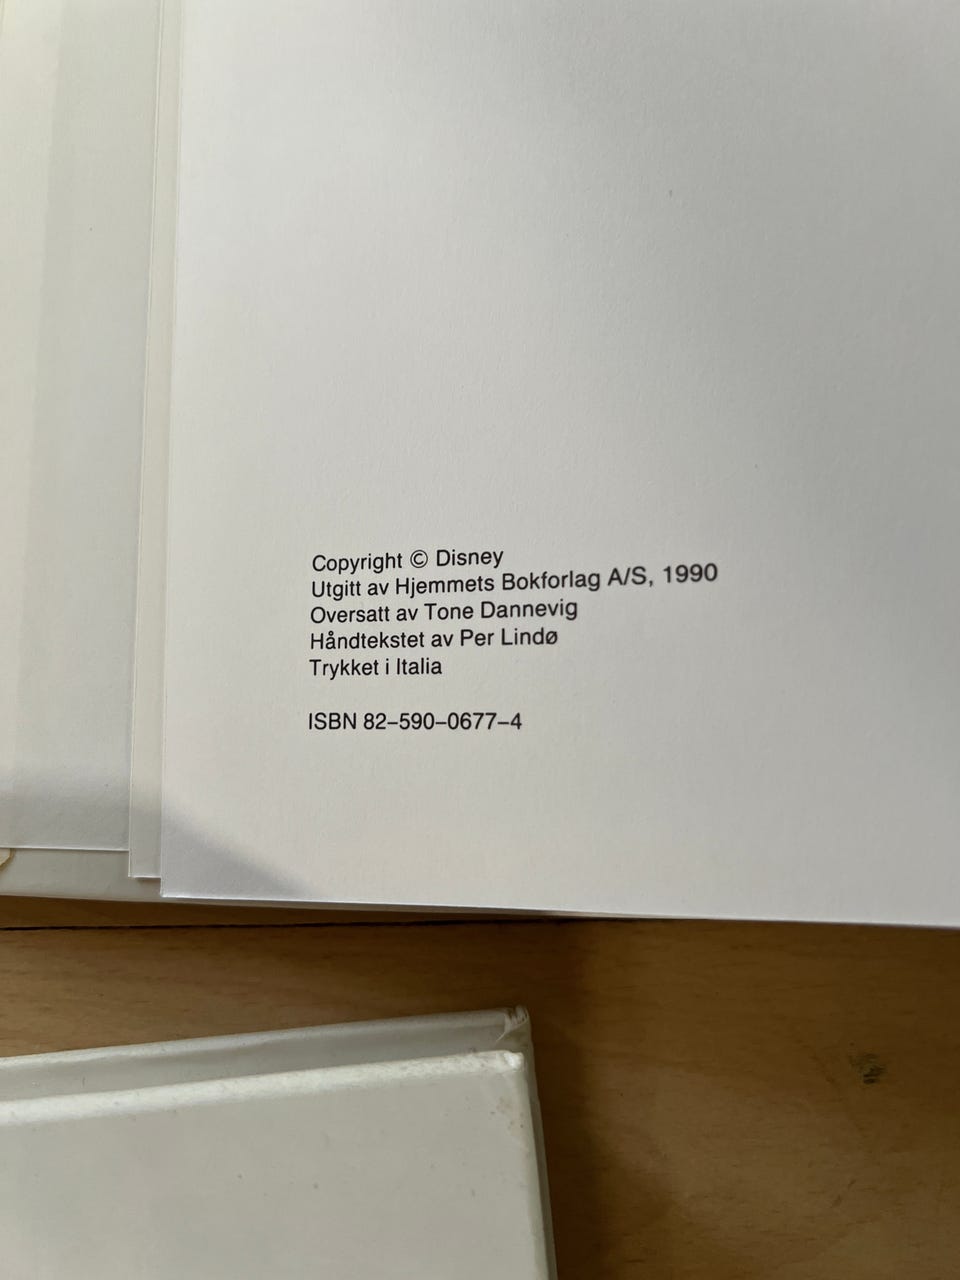 Copyright © Disney
Utgitt av Hjemmets Bokforlag A/S, 1990
Oversatt av Tone Dannevig
Håndtekstet av Per Lindø
Trykket i Italia
ISBN 82–590–0677–4